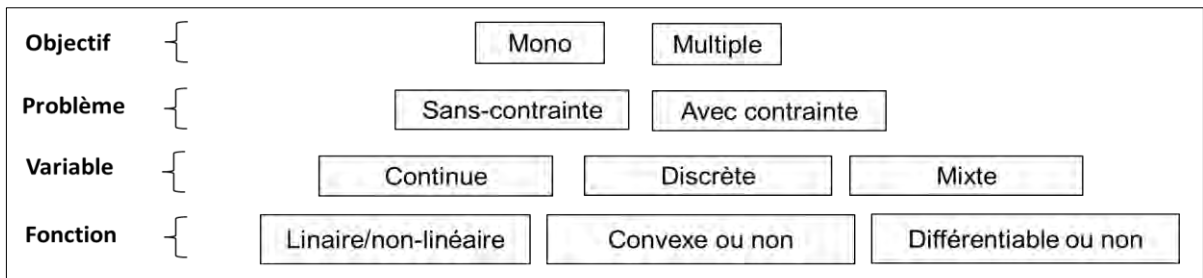 Objectif Mono Multiple
Problème Sans-contrainte Avec contrainte
Variable Continue Discrète Mixte
Fonction Linaire/non-linéaire Convexe ou non Différentiable ou non